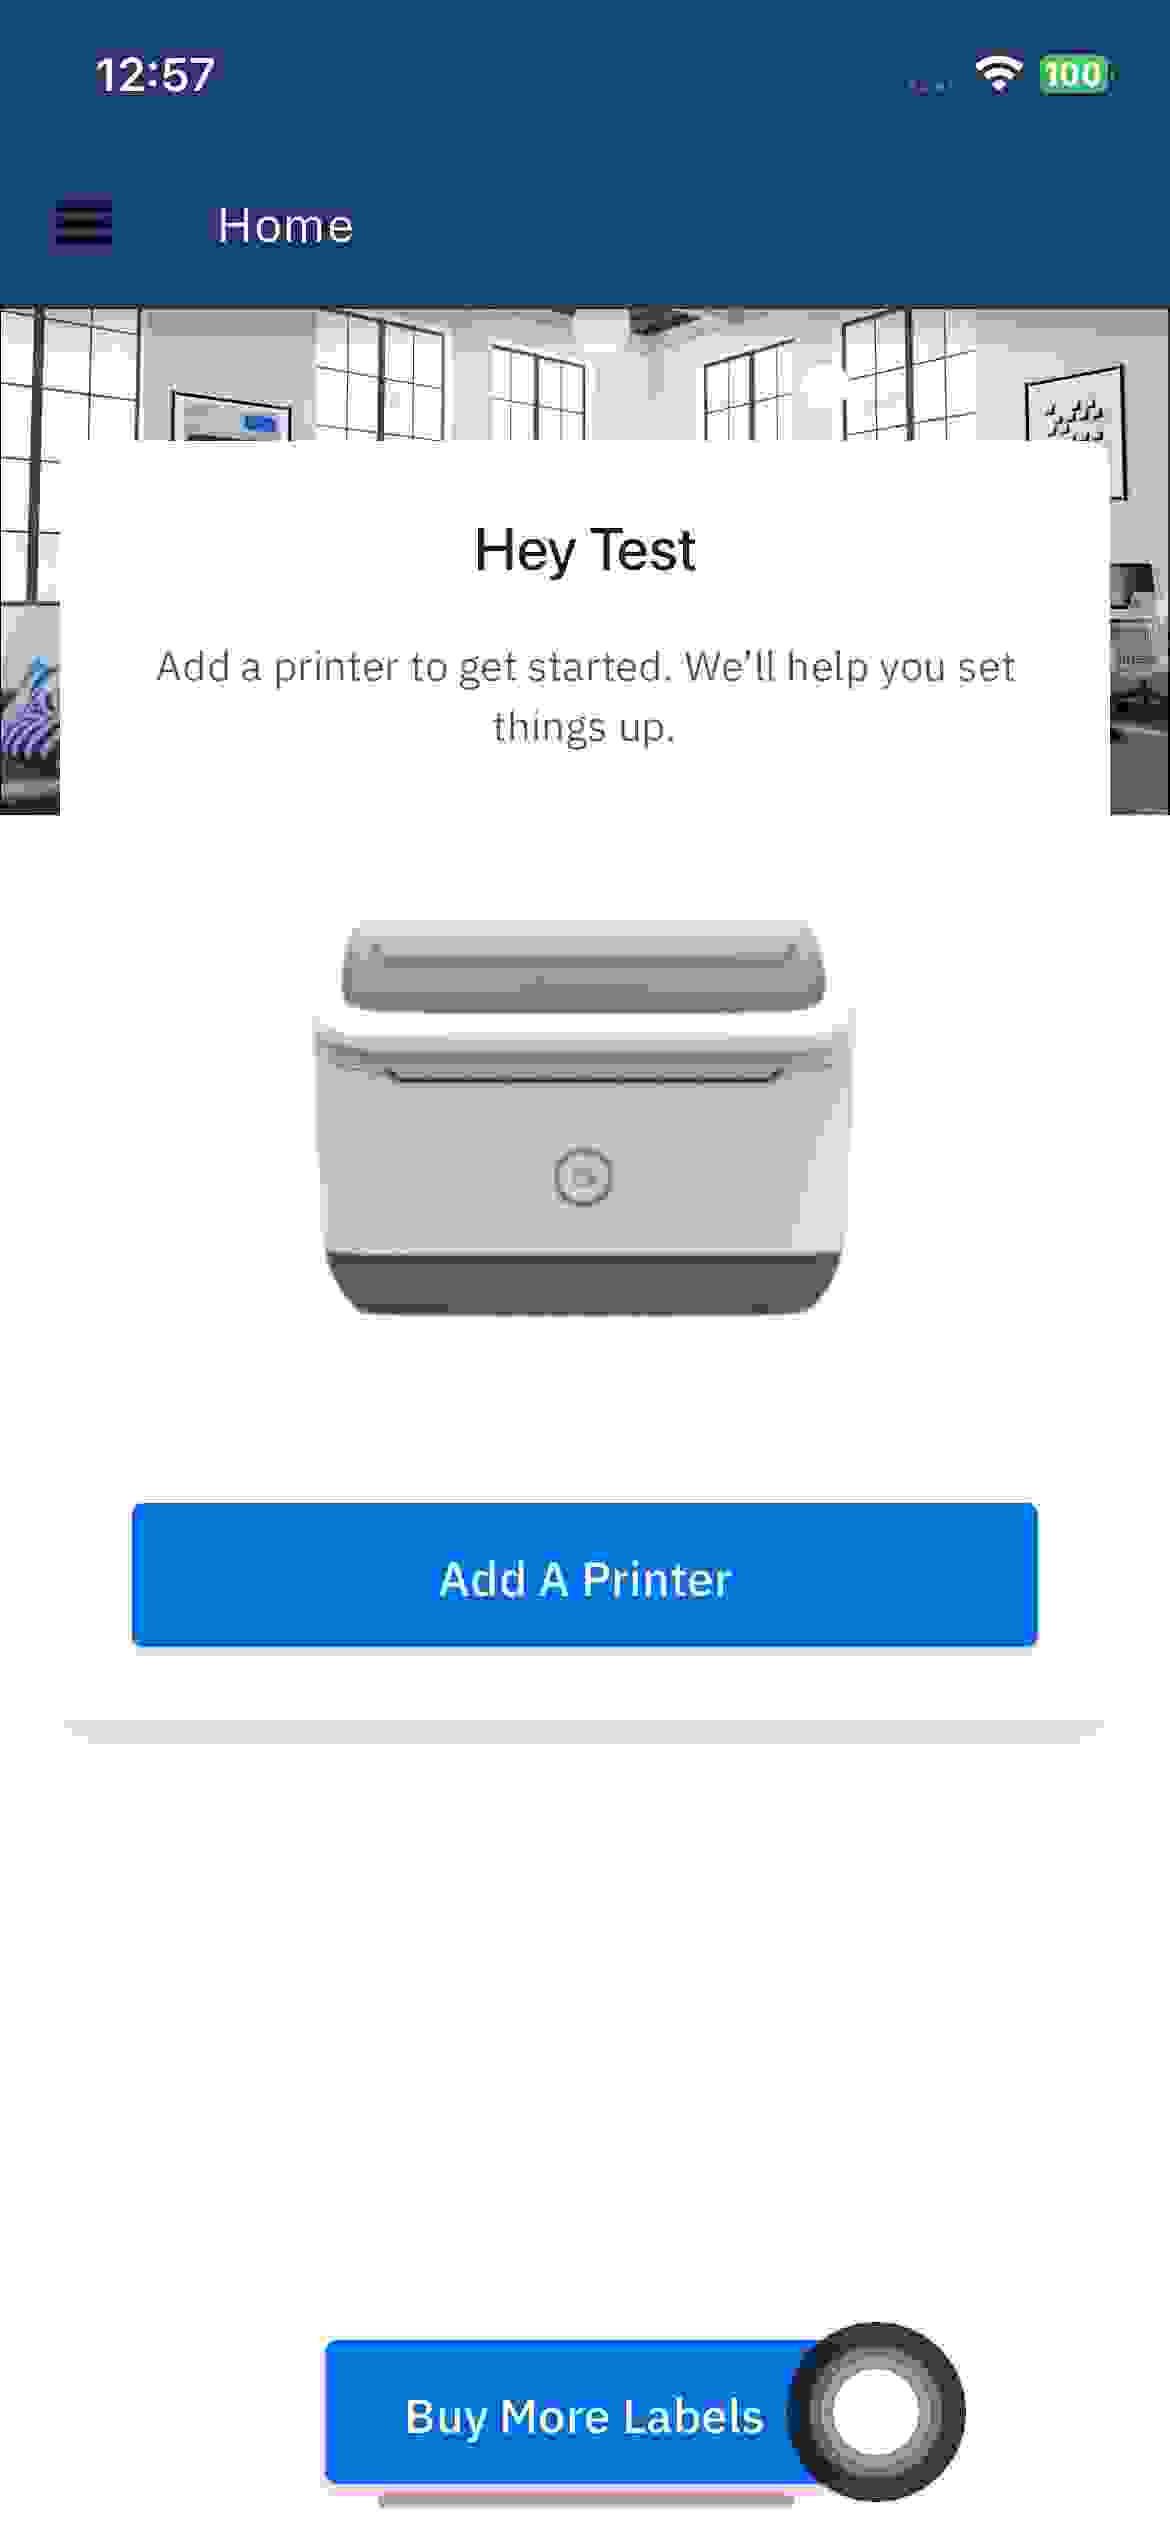 12:57
100
Home
Hey Test
Add a printer to get started. We'll help you set
things up.
Add A Printer
Buy More Labels